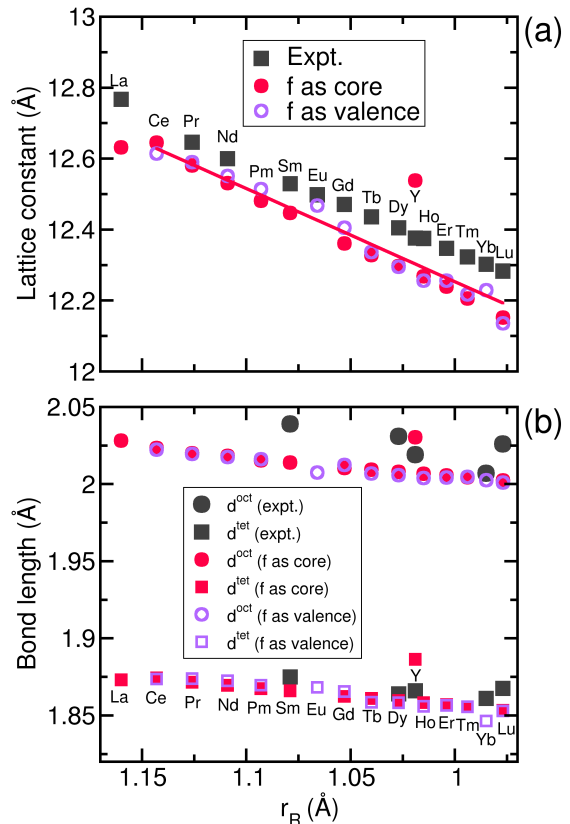 13
(a)
Expt.
f as core
f as valence
12.8
12.6
12.4
12.2
12
Lattice constant (Å)
La
Ce
Pr
Nd
Pm
Sm
Eu
Gd
Tb
Dy
Y
Ho
Er
Tm
Yb
Lu
2.05
(b)
2
1.95
1.9
1.85
Bond length (Å)
d^oct (expt.)
d^tet (expt.)
d^oct (f as core)
d^tet (f as core)
d^oct (f as valence)
d^tet (f as valence)
La
Ce
Pr
Nd
Pm
Sm
Eu
Gd
Tb
Dy
Y
Ho
Er
Tm
Yb
Lu
1.15
1.1
1.05
1
r_R (Å)